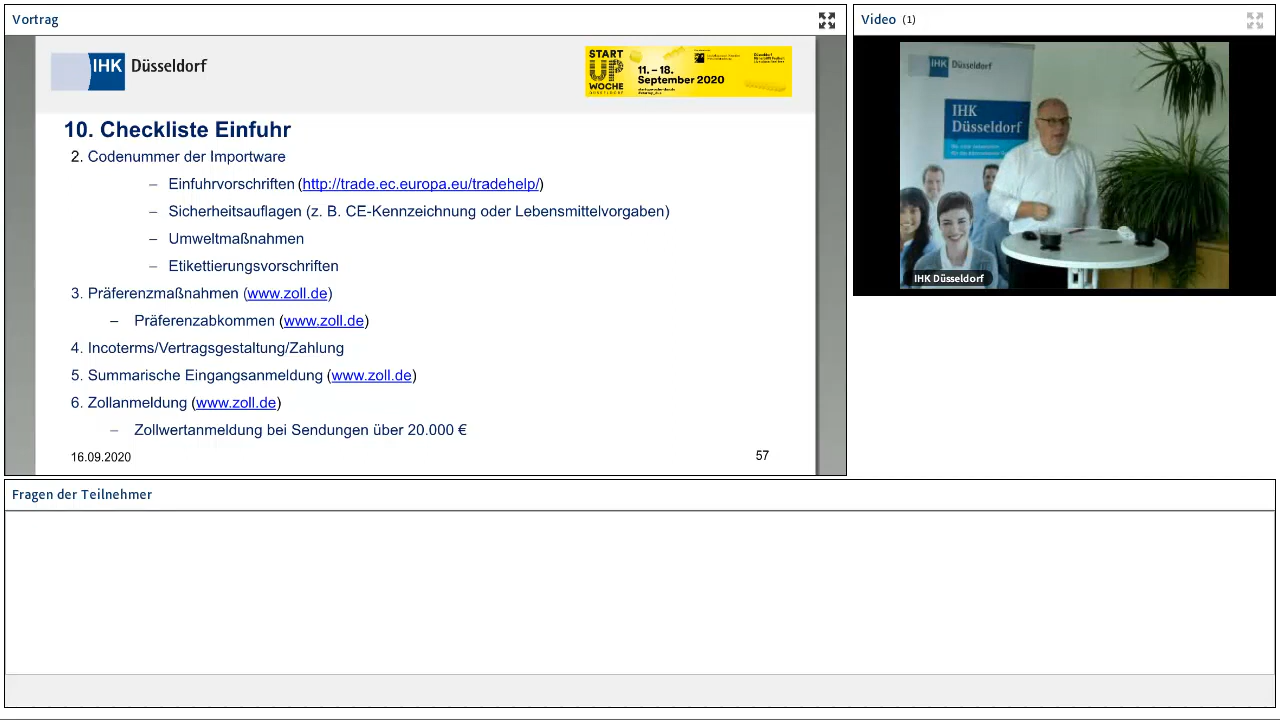 Vortrag
Video (1)
IHK Düsseldorf
START
UP
WOCHE
DÜSSELDORF
11. – 18.
September 2020
10. Checkliste Einfuhr
2. Codenummer der Importware
– Einfuhrvorschriften (http://trade.ec.europa.eu/tradehelp/)
– Sicherheitsauflagen (z. B. CE-Kennzeichnung oder Lebensmittelvorgaben)
– Umweltmaßnahmen
– Etikettierungsvorschriften
3. Präferenzmaßnahmen (www.zoll.de)
– Präferenzabkommen (www.zoll.de)
4. Incoterms/Vertragsgestaltung/Zahlung
5. Summarische Eingangsanmeldung (www.zoll.de)
6. Zollanmeldung (www.zoll.de)
– Zollwertanmeldung bei Sendungen über 20.000 €
16.09.2020
57
IHK Düsseldorf
IHK
Düsseldorf
IHK Düsseldorf
Fragen der Teilnehmer